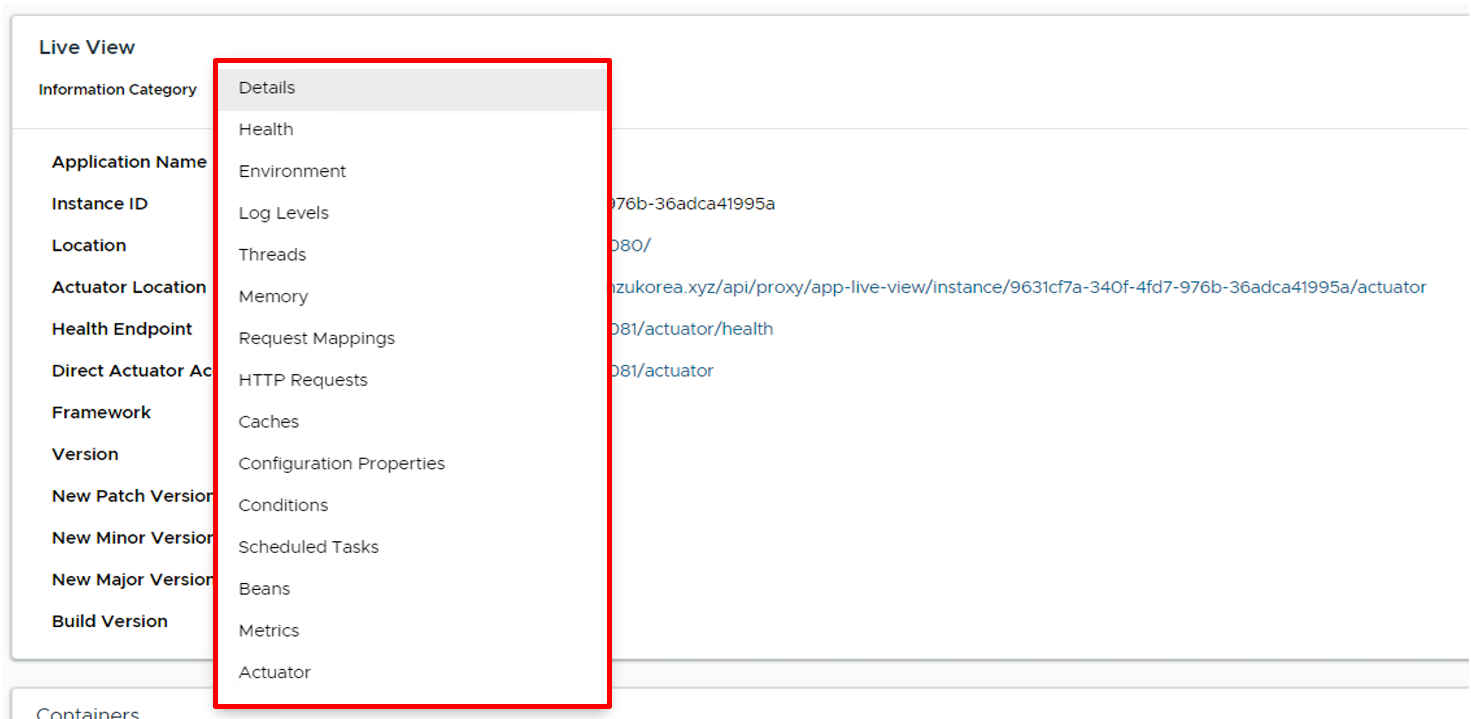 Live View
Information Category
Details
Health
Environment
Log Levels
Threads
Memory
Request Mappings
HTTP Requests
Caches
Configuration Properties
Conditions
Scheduled Tasks
Beans
Metrics
Actuator
Application Name
Instance ID
976b-36adca41995a
Location
080/
Actuator Location
nzukorea.xyz/api/proxy/app-live-view/instance/9631cf7a-340f-4fd7-976b-36adca41995a/actuator
Health Endpoint
081/actuator/health
Direct Actuator Ac
081/actuator
Framework
Version
New Patch Version
New Minor Version
New Major Version
Build Version
Containers